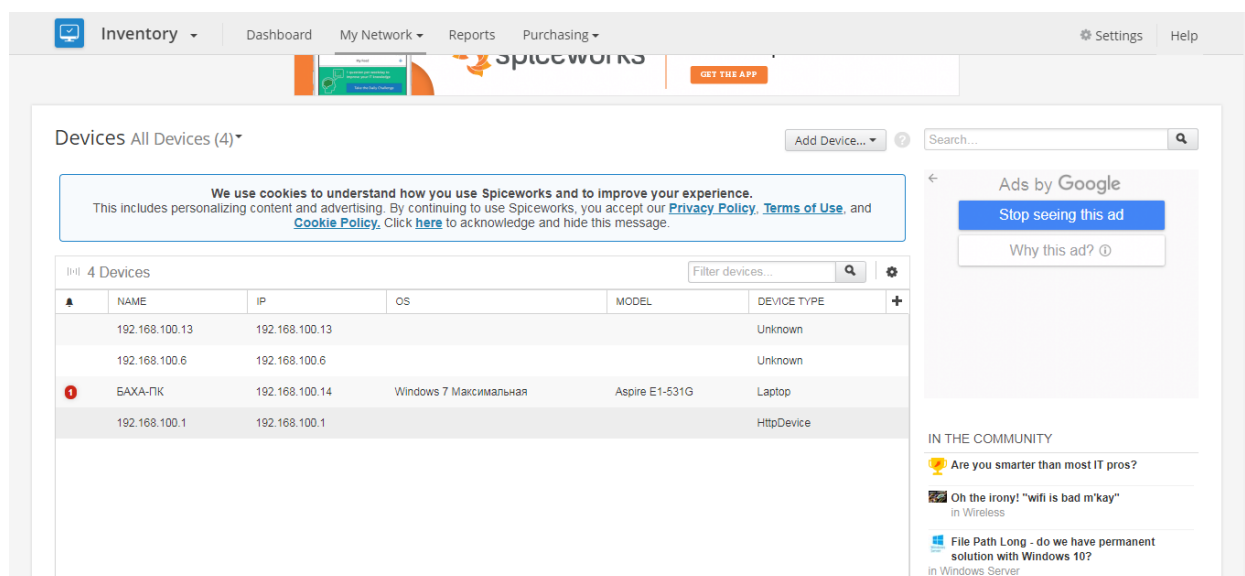 Inventory
Dashboard
My Network
Reports
Purchasing
Settings
Help
spiceworks
GET THE APP
Devices All Devices (4)
Add Device...
?
Search...
We use cookies to understand how you use Spiceworks and to improve your experience.
This includes personalizing content and advertising. By continuing to use Spiceworks, you accept our Privacy Policy, Terms of Use, and
Cookie Policy. Click here to acknowledge and hide this message.
Ads by Google
Stop seeing this ad
Why this ad?
4 Devices
Filter devices...
NAME IP OS MODEL DEVICE TYPE
192.168.100.13 192.168.100.13 Unknown
192.168.100.6 192.168.100.6 Unknown
1 БАХА-ПК 192.168.100.14 Windows 7 Максимальная Aspire E1-531G Laptop
192.168.100.1 192.168.100.1 HttpDevice
IN THE COMMUNITY
Are you smarter than most IT pros?
Oh the irony! "wifi is bad m'kay"
in Wireless
File Path Long - do we have permanent
solution with Windows 10?
in Windows Server